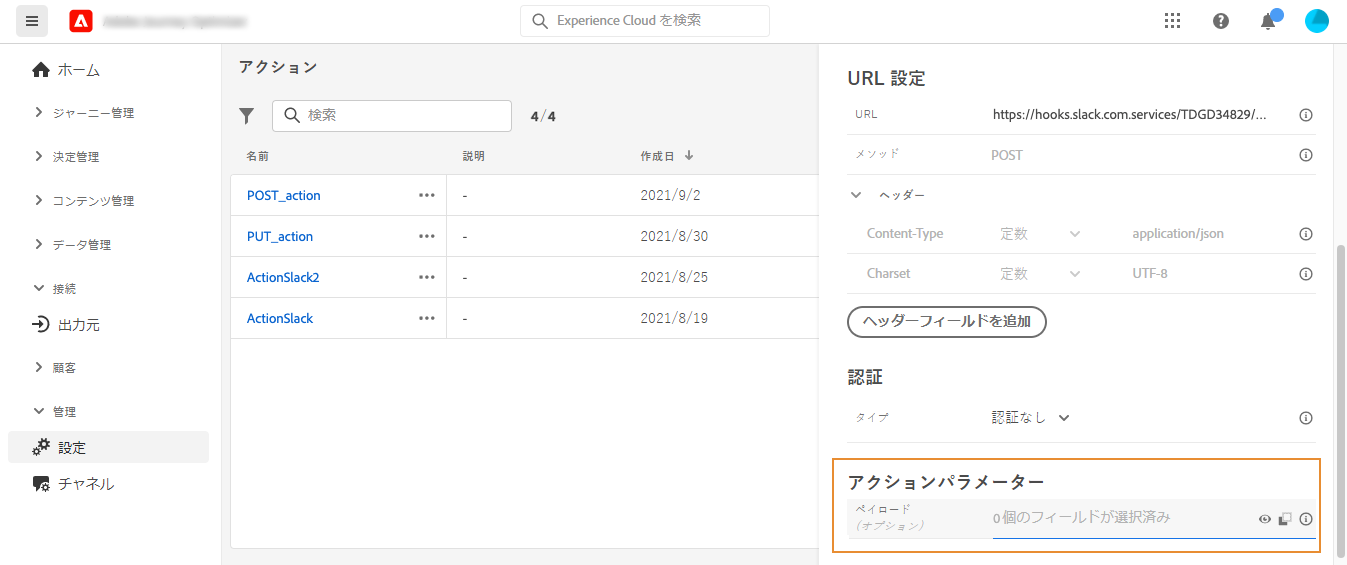 Experience Cloud を検索
ホーム
ジャーニー管理
決定管理
コンテンツ管理
データ管理
接続
出力元
顧客
管理
設定
チャネル
アクション
検索
4/4
名前 説明 作成日
POST_action ••• - 2021/9/2
PUT_action ••• - 2021/8/30
ActionSlack2 ••• - 2021/8/25
ActionSlack ••• - 2021/8/19
URL 設定
URL https://hooks.slack.com.services/TDGD34829/...
メソッド POST
ヘッダー
Content-Type 定数 application/json
Charset 定数 UTF-8
ヘッダーフィールドを追加
認証
タイプ 認証なし
アクションパラメーター
ペイロード
(オプション)
0 個のフィールドが選択済み